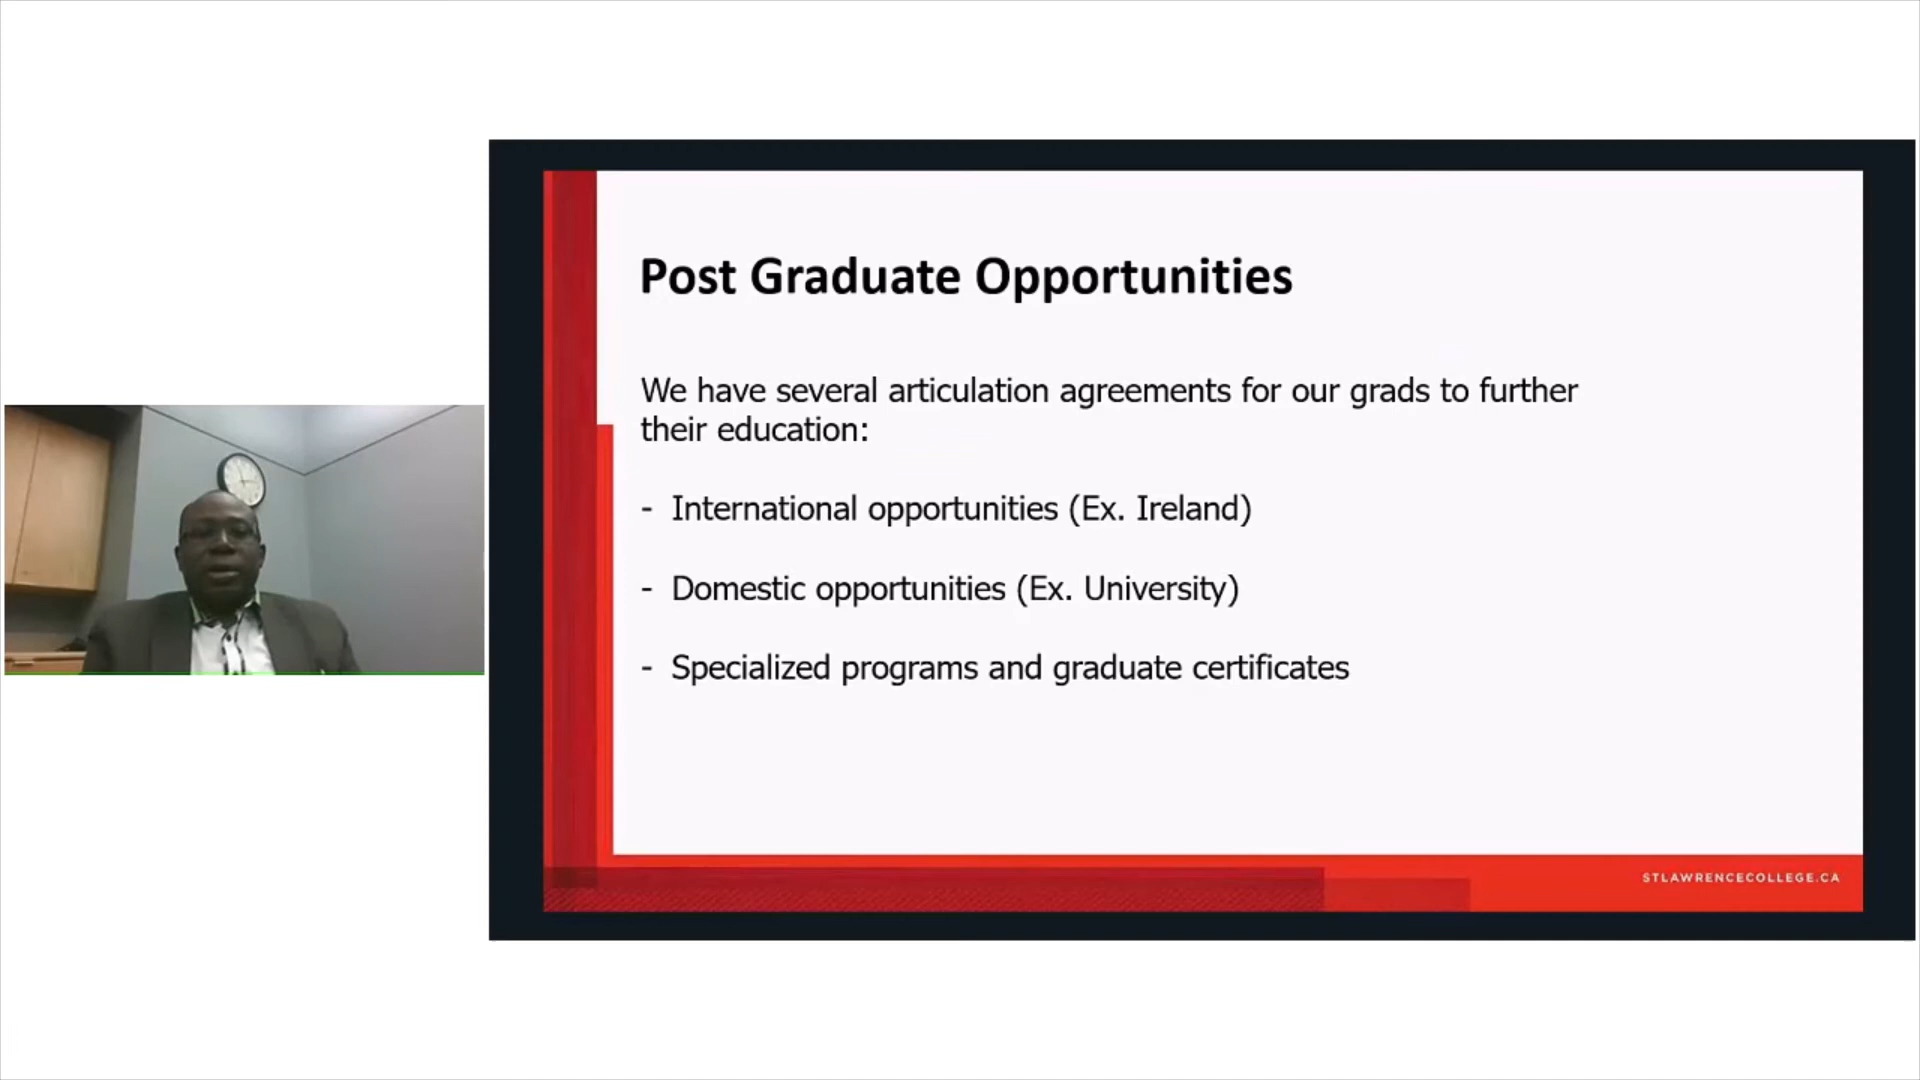 Post Graduate Opportunities
We have several articulation agreements for our grads to further
their education:
- International opportunities (Ex. Ireland)
- Domestic opportunities (Ex. University)
- Specialized programs and graduate certificates
STLAWRENCECOLLEGE.CA